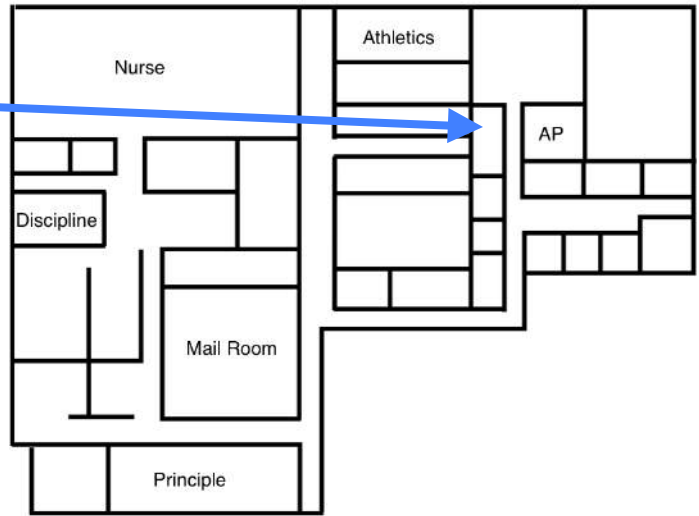 Athletics
Nurse
AP
Discipline
Mail Room
Principle